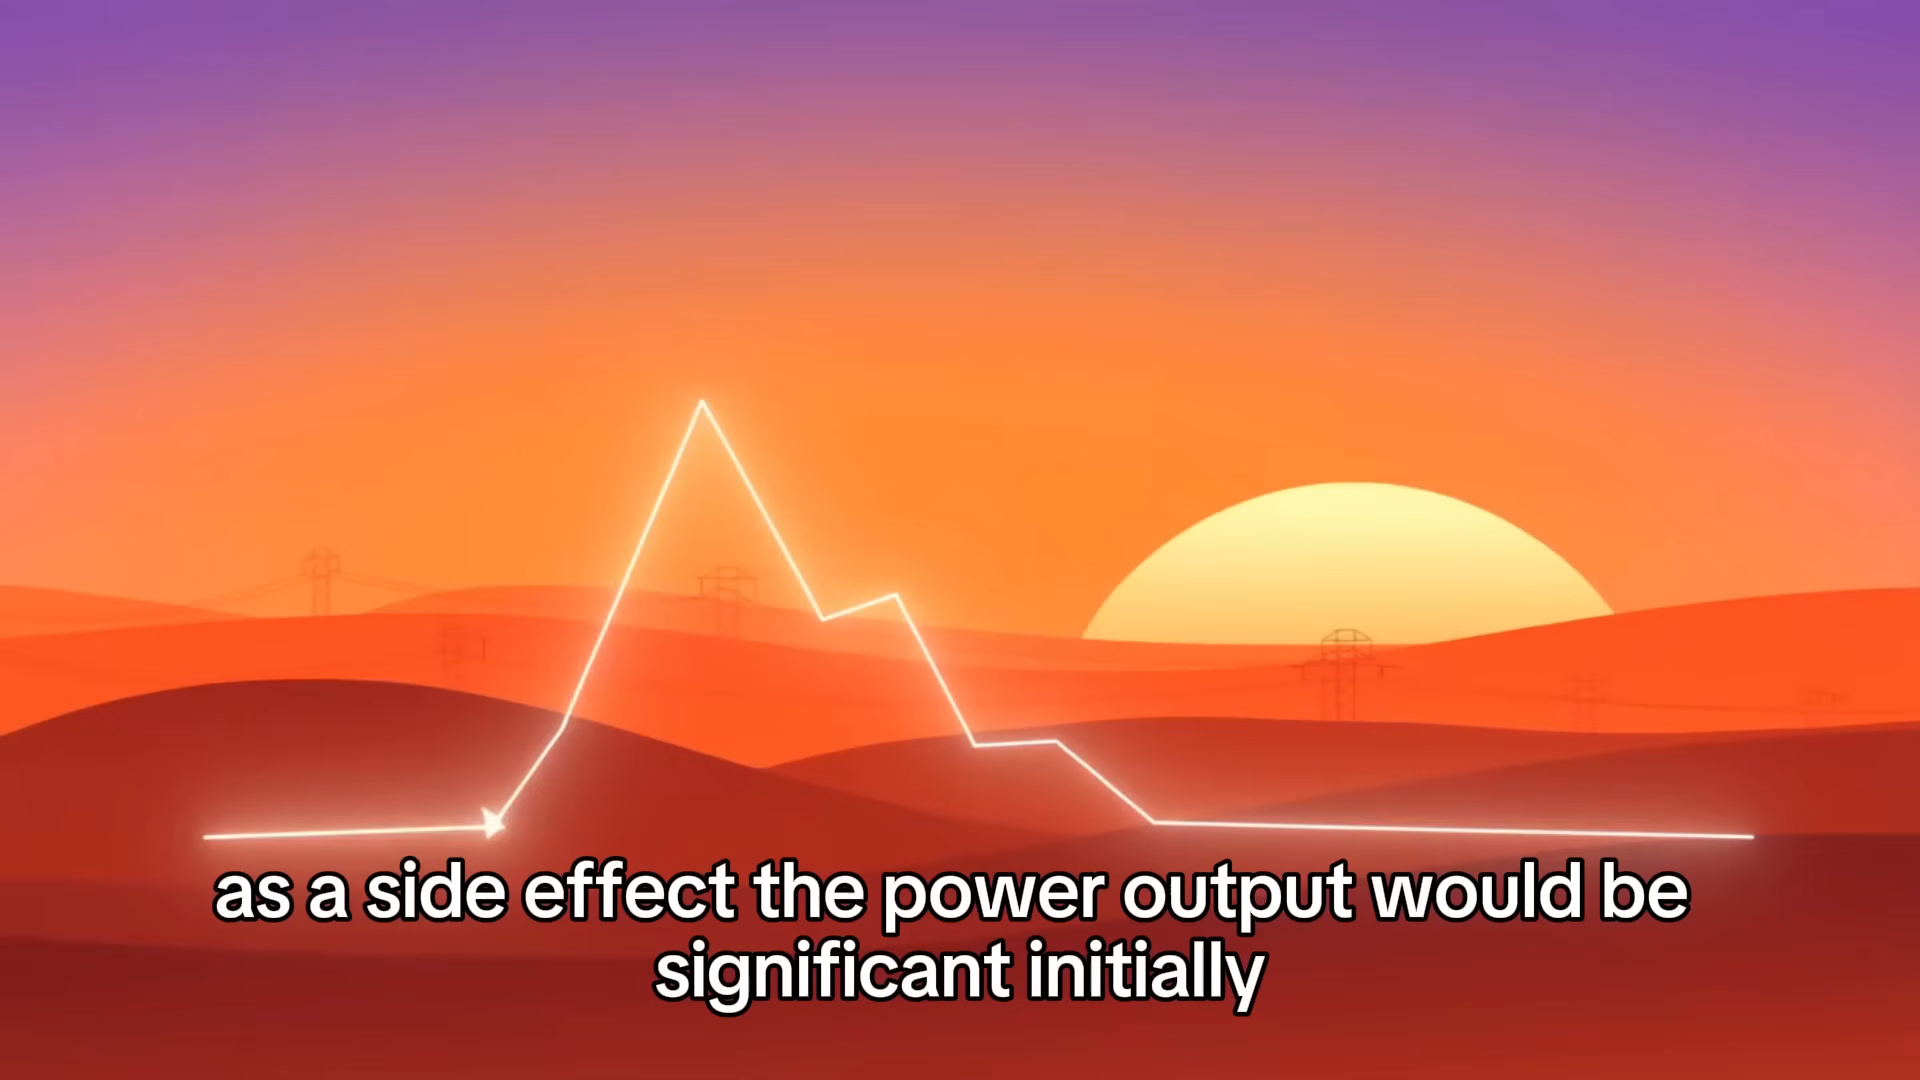 as a side effect the power output would be
significant initially